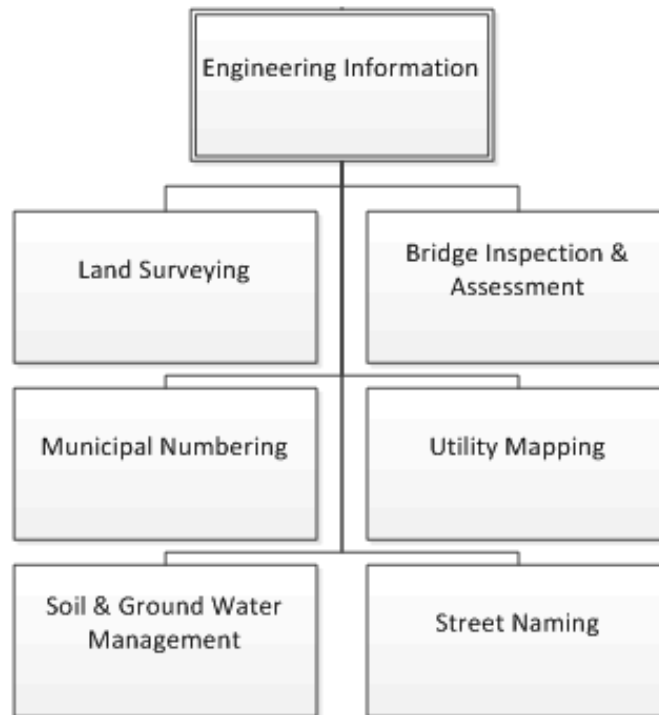 Engineering Information
Land Surveying
Bridge Inspection &
Assessment
Municipal Numbering
Utility Mapping
Soil & Ground Water
Management
Street Naming